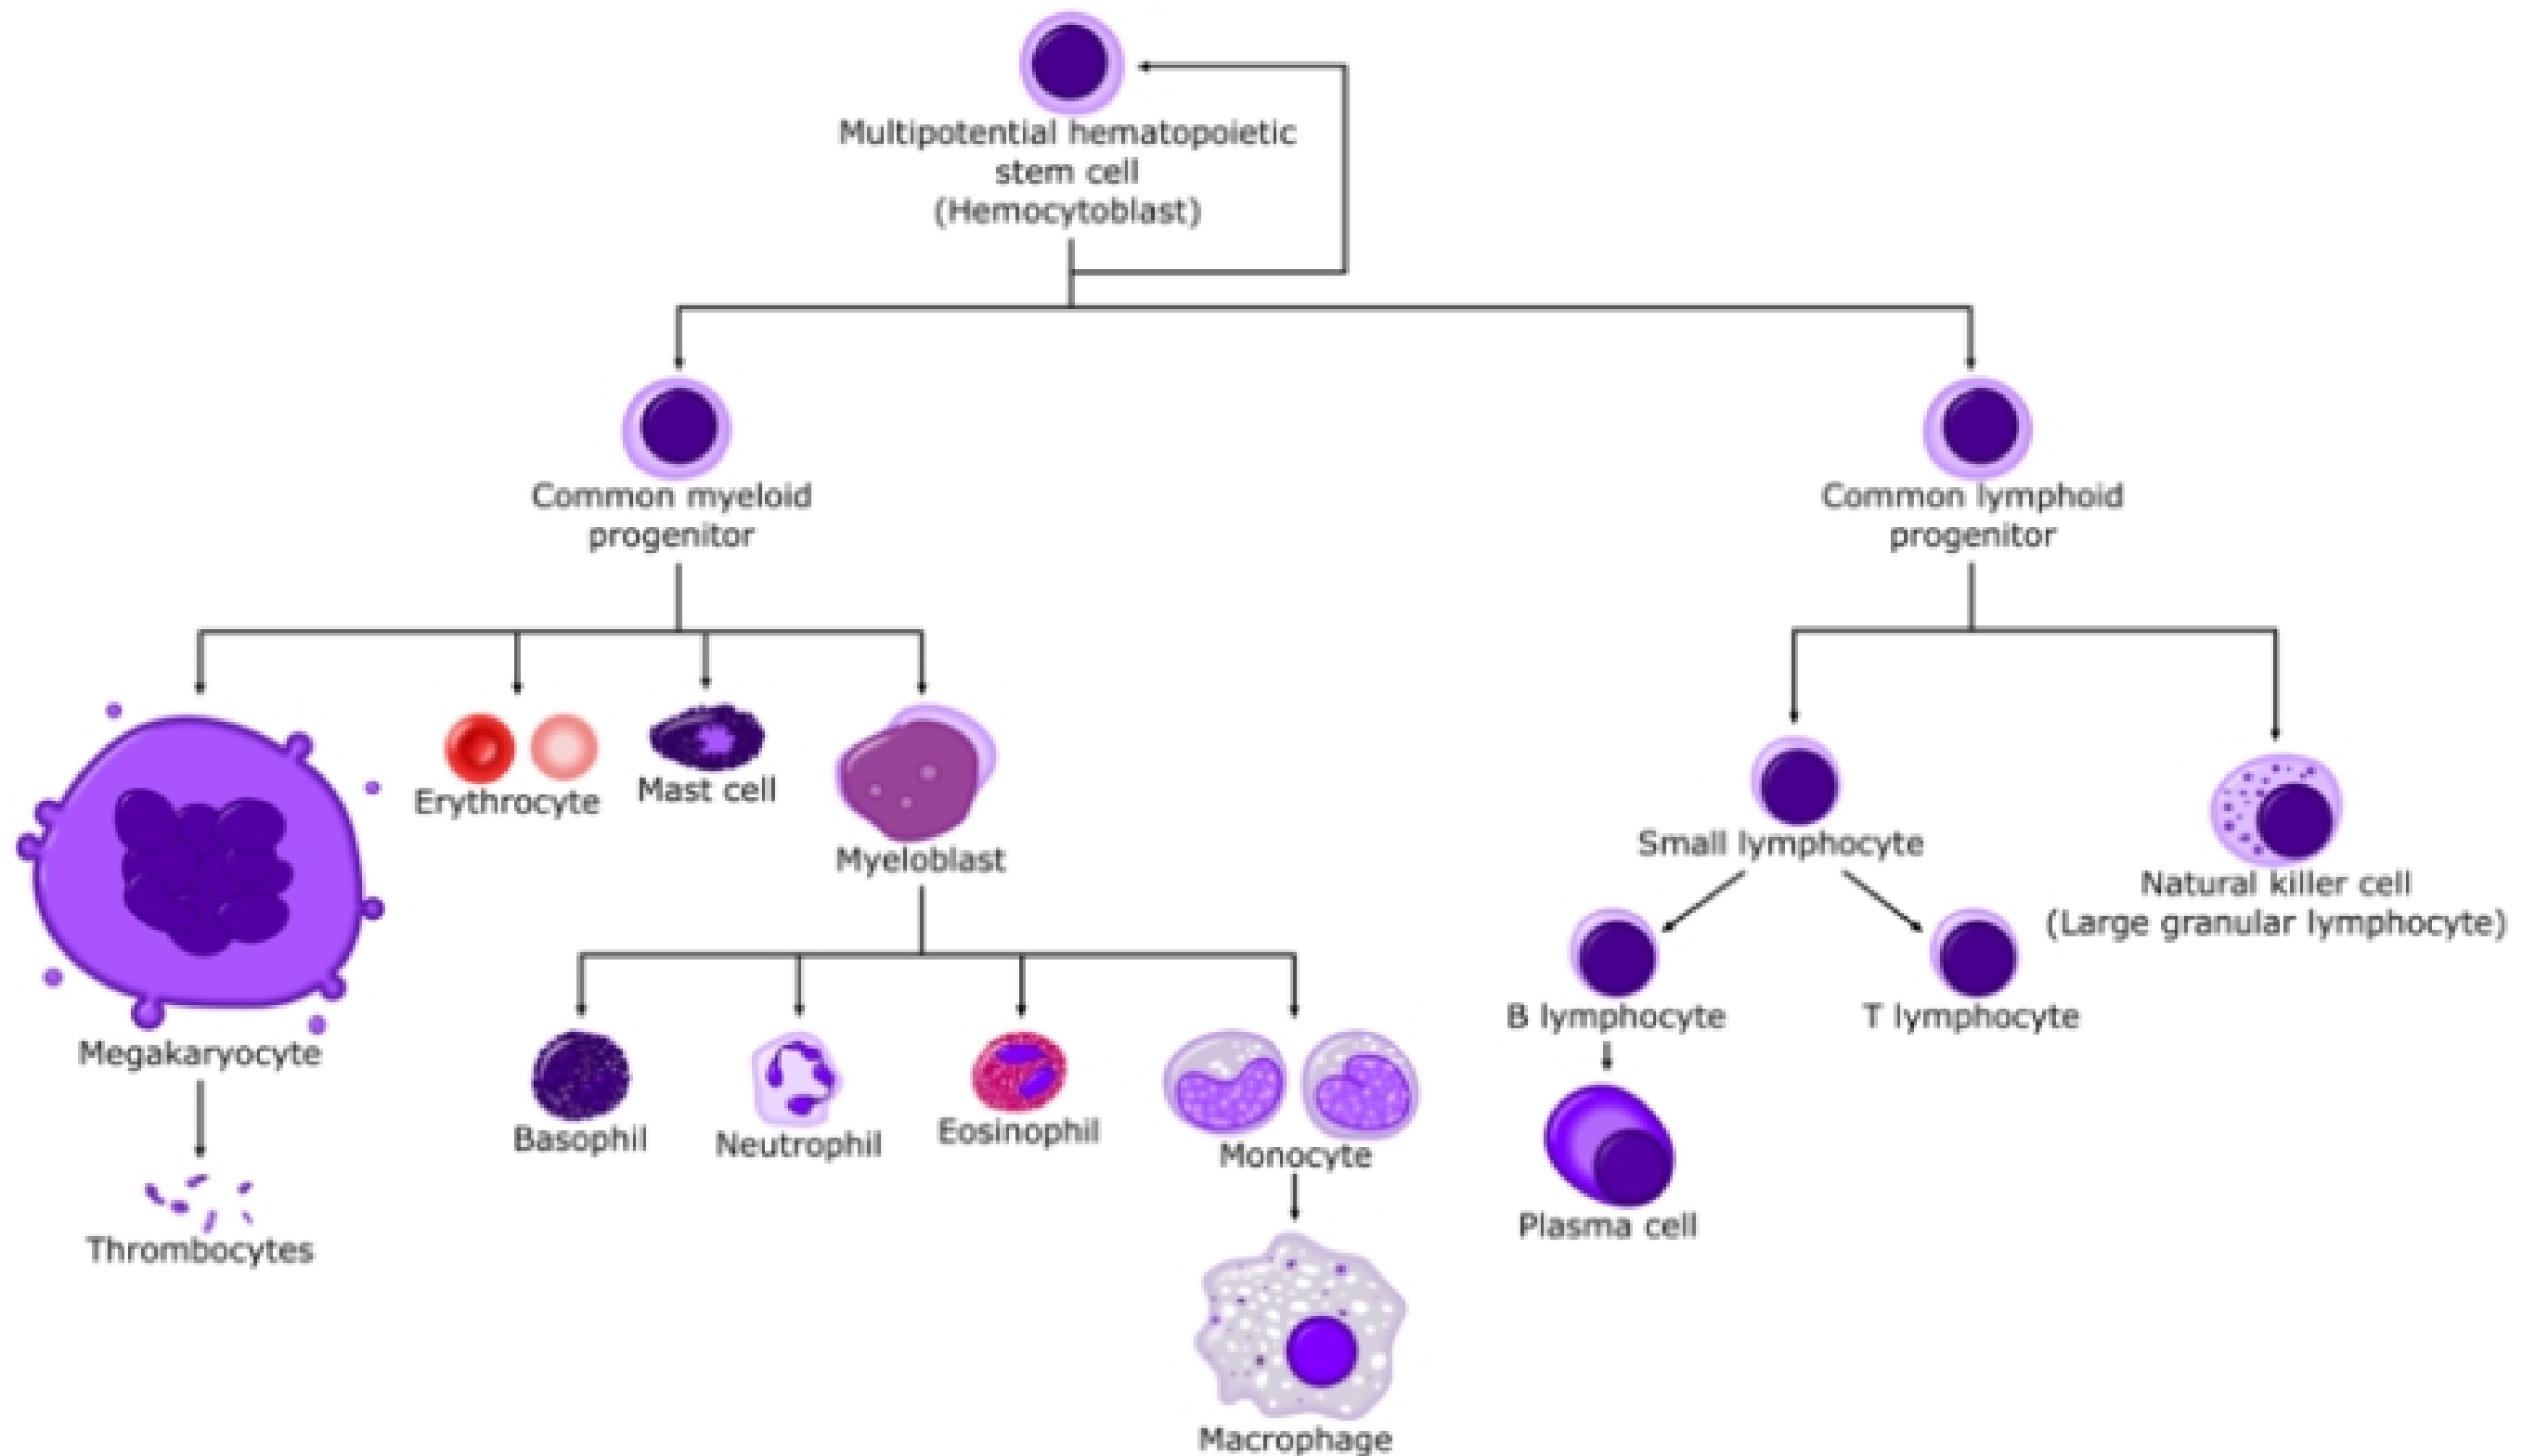 Multipotential hematopoietic
stem cell
(Hemocytoblast)
Common myeloid
progenitor
Common lymphoid
progenitor
Erythrocyte
Mast cell
Myeloblast
Small lymphocyte
Natural killer cell
(Large granular lymphocyte)
B lymphocyte
T lymphocyte
Megakaryocyte
Basophil
Neutrophil
Eosinophil
Monocyte
Plasma cell
Thrombocytes
Macrophage